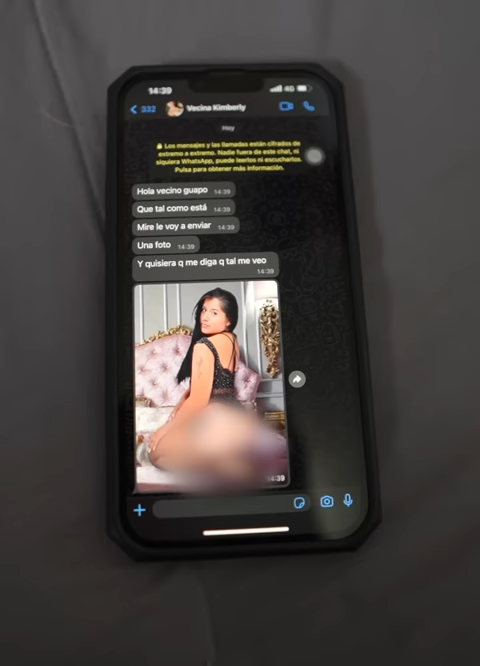 14:39
4G
332
Vecina Kimberly
Hoy
Los mensajes y las llamadas están cifrados de
extremo a extremo. Nadie fuera de este chat, ni
siquiera WhatsApp, puede leerlos ni escucharlos.
Pulsa para obtener más información.
Hola vecino guapo 14:39
Que tal como está 14:39
Mire le voy a enviar 14:39
Una foto 14:39
Y quisiera q me diga q tal me veo
14:39
14:39